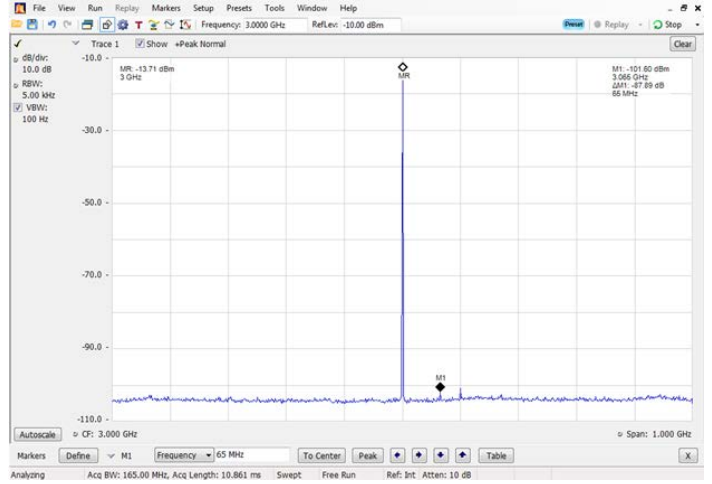 File View Run Replay Markers Setup Presets Tools Window Help
Frequency: 3.0000 GHz RefLev: -10.00 dBm Preset Replay Stop
Trace 1 Show +Peak Normal Clear
dB/div:
10.0 dB
RBW:
5.00 kHz
VBW:
100 Hz
-10.0
-30.0
-50.0
-70.0
-90.0
-110.0
MR: -13.71 dBm
3 GHz
MR
M1: -101.60 dBm
3.065 GHz
ΔM1: -87.89 dB
65 MHz
M1
Autoscale CF: 3.000 GHz Span: 1.000 GHz
Markers Define M1 Frequency 65 MHz To Center Peak Table X
Analyzing Acq BW: 165.00 MHz, Acq Length: 10.861 ms Swept Free Run Ref: Int Atten: 10 dB